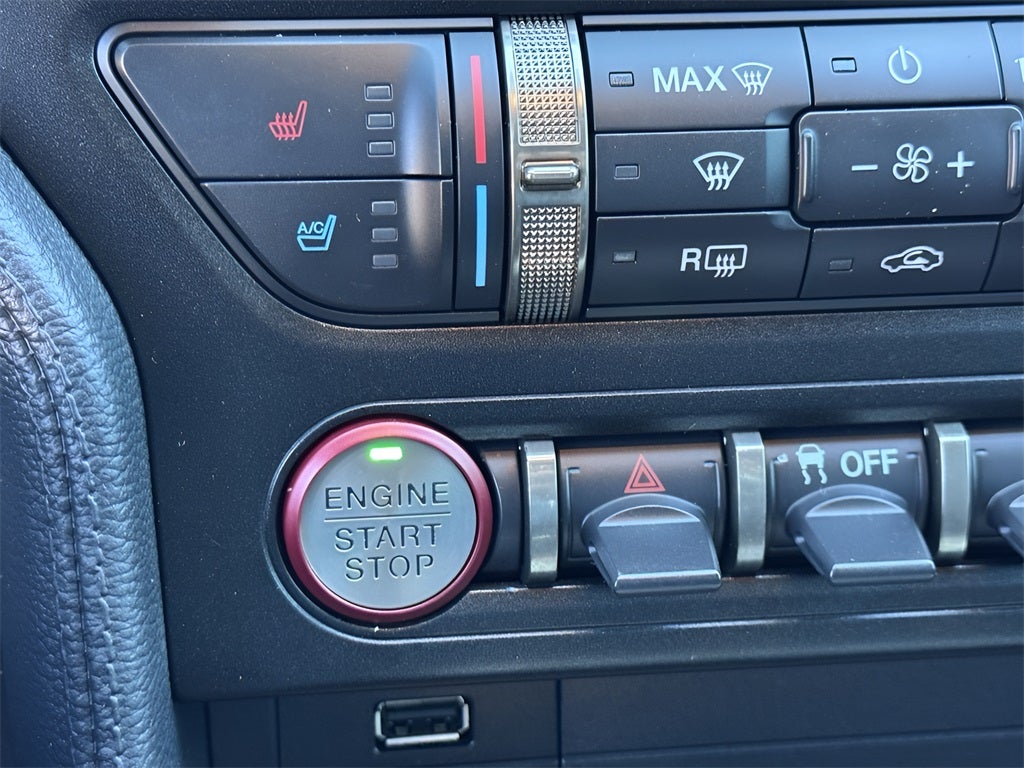 MAX
A/C
- +
R
ENGINE
START
STOP
OFF